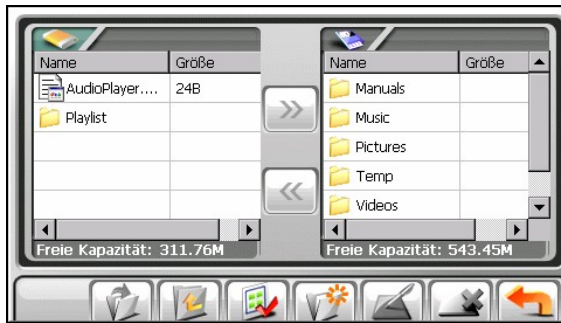 Name Größe
AudioPlayer.... 24B
Playlist
Freie Kapazität: 311.76M
Name Größe
Manuals
Music
Pictures
Temp
Videos
Freie Kapazität: 543.45M